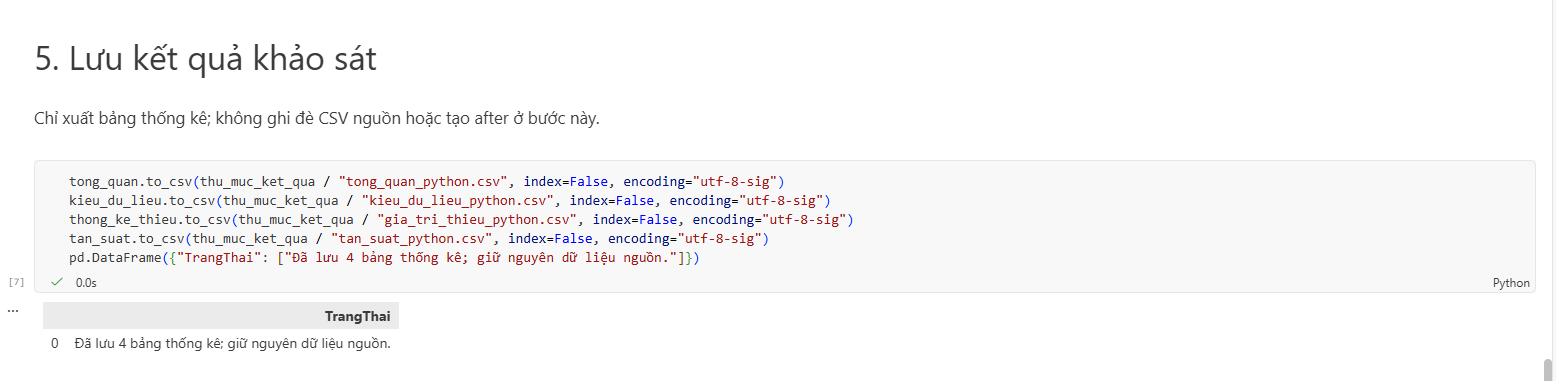 5. Lưu kết quả khảo sát
Chỉ xuất bảng thống kê; không ghi đè CSV nguồn hoặc tạo after ở bước này.
tong_quan.to_csv(thu_muc_ket_qua / "tong_quan_python.csv", index=False, encoding="utf-8-sig")
kieu_du_lieu.to_csv(thu_muc_ket_qua / "kieu_du_lieu_python.csv", index=False, encoding="utf-8-sig")
thong_ke_thieu.to_csv(thu_muc_ket_qua / "gia_tri_thieu_python.csv", index=False, encoding="utf-8-sig")
tan_suat.to_csv(thu_muc_ket_qua / "tan_suat_python.csv", index=False, encoding="utf-8-sig")
pd.DataFrame({"TrangThai": ["Đã lưu 4 bảng thống kê; giữ nguyên dữ liệu nguồn."]})
[7] ✓ 0.0s Python
...
TrangThai
0 Đã lưu 4 bảng thống kê; giữ nguyên dữ liệu nguồn.